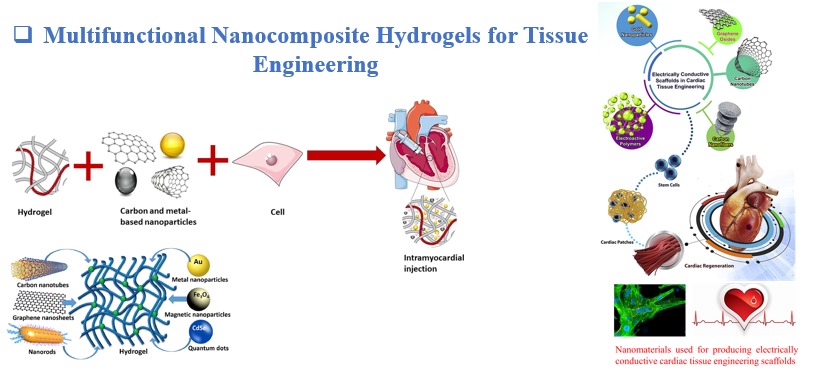 Multifunctional Nanocomposite Hydrogels for Tissue
Engineering
Hydrogel
Carbon and metal-
based nanoparticles
Cell
Intramyocardial
injection
Carbon nanotubes
Graphene nanosheets
Nanorods
Hydrogel
Au
Metal nanoparticles
Fe3O4
Magnetic nanoparticles
CdSe
Quantum dots
Gold
Nanoparticles
Graphene
Oxides
Electrically Conductive
Scaffolds in Cardiac
Tissue Engineering
Carbon
Nanotubes
Electroactive
Polymers
Carbon
Nanofibers
Stem Cells
Cardiac Patches
Cardiac Regeneration
Nanomaterials used for producing electrically
conductive cardiac tissue engineering scaffolds